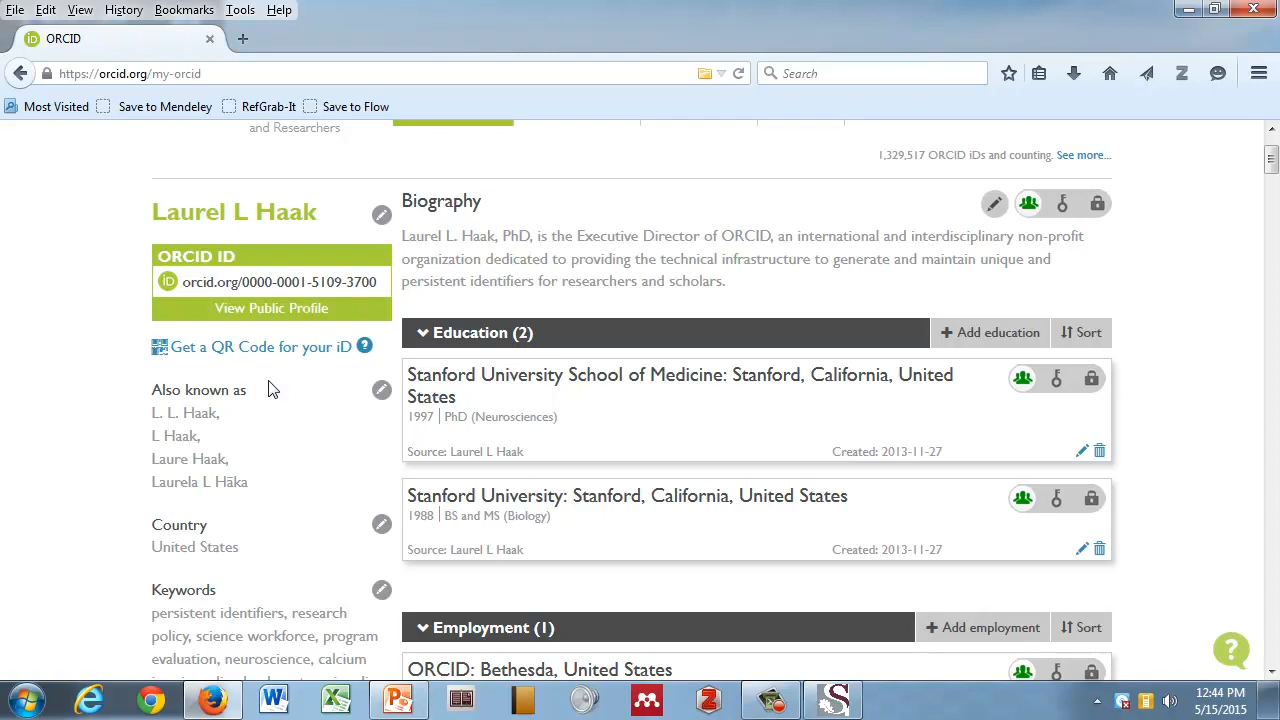 File Edit View History Bookmarks Tools Help
iD ORCID
https://orcid.org/my-orcid
Search
Z
Most Visited Save to Mendeley RefGrab-It Save to Flow
and Researchers
1,329,517 ORCID iDs and counting. See more...
Laurel L Haak
ORCID ID
iD orcid.org/0000-0001-5109-3700
View Public Profile
Get a QR Code for your iD ?
Also known as
L. L. Haak,
L Haak,
Laure Haak,
Laurela L Hāka
Country
United States
Keywords
persistent identifiers, research
policy, science workforce, program
evaluation, neuroscience, calcium
Biography
Laurel L. Haak, PhD, is the Executive Director of ORCID, an international and interdisciplinary non-profit
organization dedicated to providing the technical infrastructure to generate and maintain unique and
persistent identifiers for researchers and scholars.
Education (2)
Add education
Sort
Stanford University School of Medicine: Stanford, California, United
States
1997 | PhD (Neurosciences)
Source: Laurel L Haak Created: 2013-11-27
Stanford University: Stanford, California, United States
1988 | BS and MS (Biology)
Source: Laurel L Haak Created: 2013-11-27
Employment (1)
Add employment
Sort
ORCID: Bethesda, United States
?
12:44 PM
5/15/2015